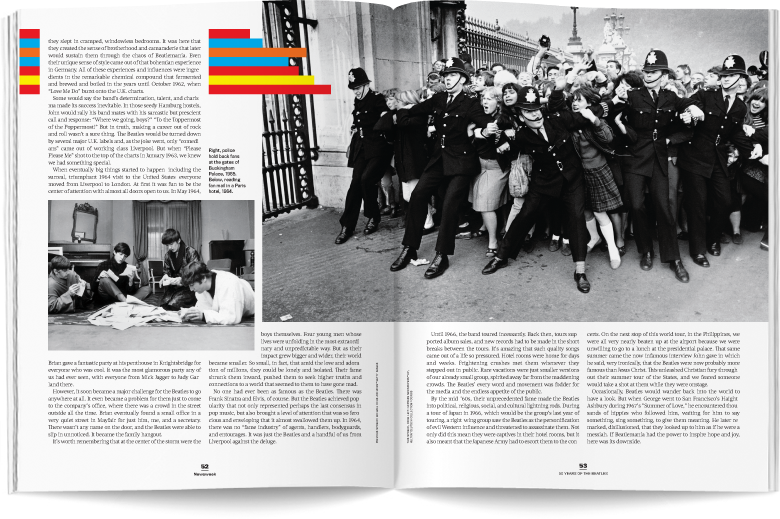 they slept in cramped, windowless bedrooms. It was here that
they created the sense of brotherhood and camaraderie that later
would sustain them through the chaos of Beatlemania. Even
their unique sense of style came out of that bohemian experience
in Germany. All of these experiences and influences were ingre-
dients in the remarkable chemical compound that fermented
and brewed and boiled in the years until October 1962, when
"Love Me Do" burst onto the U.K. charts.
Some would say the band's determination, talent, and charis-
ma made its success inevitable. In those seedy Hamburg hotels,
John would rally his band mates with his sarcastic but prescient
call and response: "Where we going, boys?" "To the Toppermost
of the Poppermost!" But in truth, making a career out of rock
and roll wasn't a sure thing. The Beatles would be turned down
by several major U.K. labels and, as the joke went, only "romanti
ans" came out of working class Liverpool. But when "Please
Please Me" shot to the top of the charts in January 1963, we knew
we had something special.
When eventually big things started to happen including the
surreal, triumphant 1964 visit to the United States everyone
moved from Liverpool to London. At first it was fun to be the
center of attention with almost all doors open to us. In May 1964,
Right, police
hold back fans
at the gates of
Buckingham
Palace, 1965.
Below, reading
fan mail in a Paris
hotel, 1964.
Brian gave a fantastic party at his penthouse in Knightsbridge for
everyone who was cool. It was the most glamorous party any of
us had ever seen, with everyone from Mick Jagger to Judy Gar-
land there.
However, it soon became a major challenge for the Beatles to go
anywhere at all. It even became a problem for them just to come
to the company's office, where there was a crowd in the street
outside all the time. Brian eventually found a small office in a
very quiet street in Mayfair for just him, me, and a secretary.
There wasn't any name on the door, and the Beatles were able to
slip in unnoticed. It became the family hangout.
It's worth remembering that at the center of the storm were the
boys themselves. Four young men whose
lives were unfolding in the most extraordi
nary and unpredictable way. But as their
impact grew bigger and wider, their world
became smaller. So small, in fact, that amid the love and adora
tion of millions, they could be lonely and isolated. Their fame
turned them inward, pushed them to seek higher truths and
connections to a world that seemed to them to have gone mad.
No one had ever been as famous as the Beatles. There was
Frank Sinatra and Elvis, of course. But the Beatles achieved pop
ularity that not only represented perhaps the last consensus in
pop music, but also brought a level of attention that was so fero
cious and enveloping that it almost swallowed them up. In 1964,
there was no "fame industry" of agents, handlers, bodyguards,
and entourages. It was just the Beatles and a handful of us from
Liverpool against the deluge.
Until 1966, the band toured incessantly. Back then, tours sup
ported album sales, and new records had to be made in the short
breaks between the tours. It's amazing that such quality songs
came out of a life so pressured. Hotel rooms were home for days
and weeks. Frightening crushes met them wherever they
stepped out in public. Rare vacations were just smaller versions
of our already small group, spirited away far from the maddening
crowds. The Beatles' every word and movement was fodder for
the media and the endless appetite of the public.
By the mid '60s, their unprecedented fame made the Beatles
into political, religious, social, and cultural lightning rods. During
a tour of Japan in 1966, which would be the group's last year of
touring, a right wing group saw the Beatles as the personification
of evil Western influence and threatened to assassinate them. Not
only did this mean they were captives in their hotel rooms, but it
also meant that the Japanese Army had to escort them to the con
certs. On the next stop of this world tour, in the Philippines, we
were all very nearly beaten up at the airport because we were
unwilling to go to a lunch at the presidential palace. That same
summer came the now infamous interview John gave in which
he said, very ironically, that the Beatles were now probably more
famous than Jesus Christ. This unleashed Christian fury through
out their summer tour of the States, and we feared someone
would take a shot at them while they were onstage.
Occasionally, Beatles would wander back into the world to
have a look. But when George went to San Francisco's Haight
Ashbury during 1967's "Summer of Love," he encountered thou
sands of hippies who followed him, waiting for him to say
something, sing something, to give them meaning. He later re
marked, disillusioned, that they looked up to him as if he were a
messiah. If Beatlemania had the power to inspire hope and joy,
here was its downside.
52
Newsweek
53
50 YEARS OF THE BEATLES